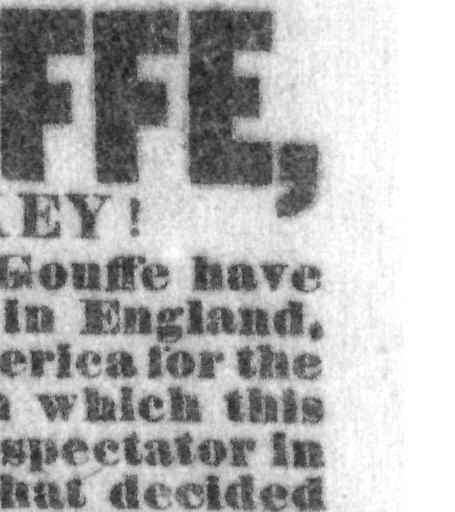 FFE,
EY!
Gouffe have
in England.
erica for the
which this
spectator in
hat decided